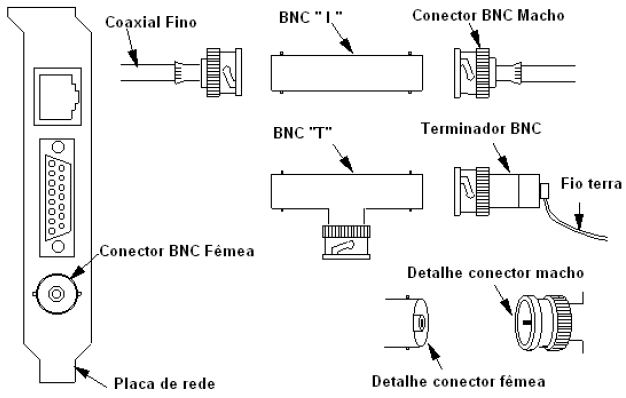 Coaxial Fino
BNC " I "
Conector BNC Macho
BNC "T"
Terminador BNC
Fio terra
Conector BNC Fêmea
Detalhe conector macho
Placa de rede
Detalhe conector fêmea